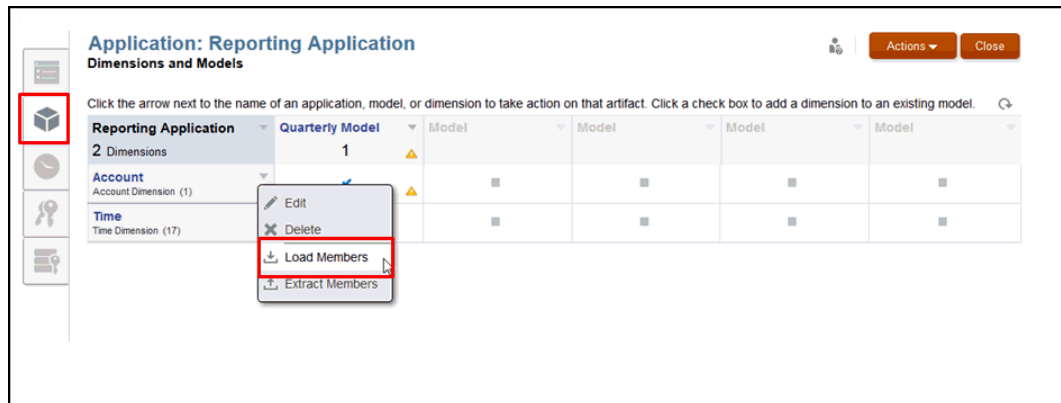 Application: Reporting Application
Dimensions and Models
Actions
Close
Click the arrow next to the name of an application, model, or dimension to take action on that artifact. Click a check box to add a dimension to an existing model.
Reporting Application Quarterly Model Model Model Model Model
2 Dimensions 1
Account
Account Dimension (1)
Time
Time Dimension (17)
Edit
Delete
Load Members
Extract Members